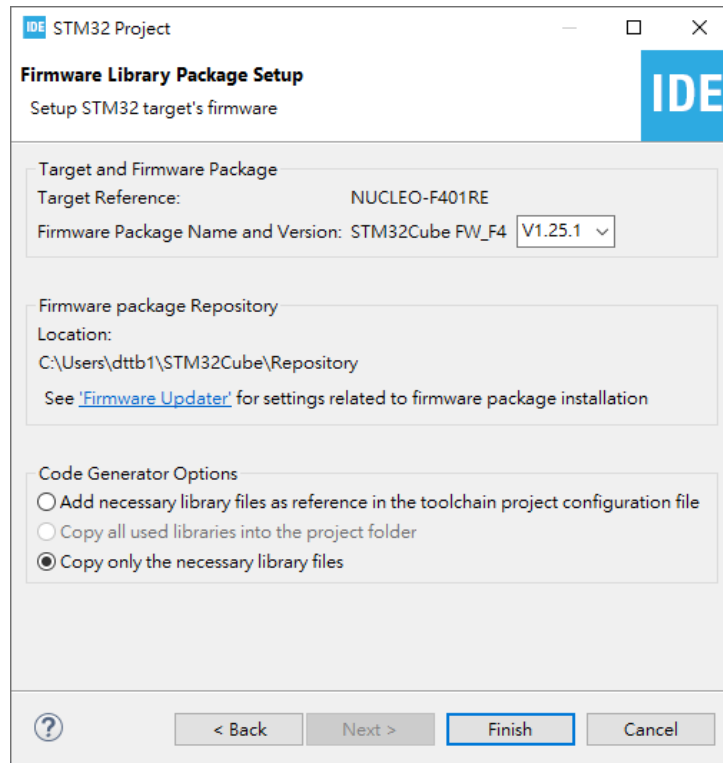 IDE STM32 Project
Firmware Library Package Setup
Setup STM32 target's firmware
IDE
Target and Firmware Package
Target Reference: NUCLEO-F401RE
Firmware Package Name and Version: STM32Cube FW_F4 V1.25.1
Firmware package Repository
Location:
C:\Users\dttb1\STM32Cube\Repository
See 'Firmware Updater' for settings related to firmware package installation
Code Generator Options
Add necessary library files as reference in the toolchain project configuration file
Copy all used libraries into the project folder
Copy only the necessary library files
? < Back Next > Finish Cancel